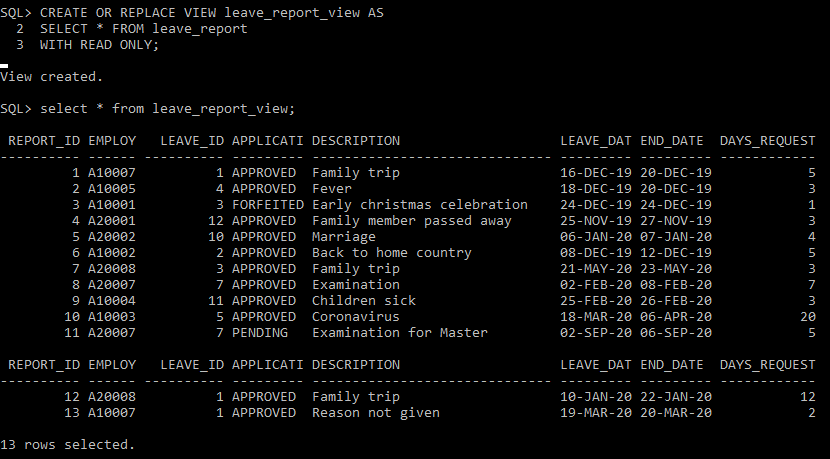 SQL> CREATE OR REPLACE VIEW leave_report_view AS
  2  SELECT * FROM leave_report
  3  WITH READ ONLY;
View created.
SQL> select * from leave_report_view;
 REPORT_ID EMPLOY   LEAVE_ID APPLICATI DESCRIPTION                    LEAVE_DAT END_DATE  DAYS_REQUEST
---------- ------ ---------- --------- ------------------------------ --------- --------- ------------
         1 A10007          1 APPROVED  Family trip                    16-DEC-19 20-DEC-19            5
         2 A10005          4 APPROVED  Fever                          18-DEC-19 20-DEC-19            3
         3 A10001          3 FORFEITED Early christmas celebration    24-DEC-19 24-DEC-19            1
         4 A20001         12 APPROVED  Family member passed away      25-NOV-19 27-NOV-19            3
         5 A20002         10 APPROVED  Marriage                       06-JAN-20 07-JAN-20            4
         6 A10002          2 APPROVED  Back to home country           08-DEC-19 12-DEC-19            5
         7 A20008          3 APPROVED  Family trip                    21-MAY-20 23-MAY-20            3
         8 A20007          7 APPROVED  Examination                    02-FEB-20 08-FEB-20            7
         9 A10004         11 APPROVED  Children sick                  25-FEB-20 26-FEB-20            3
        10 A10003          5 APPROVED  Coronavirus                    18-MAR-20 06-APR-20           20
        11 A20007          7 PENDING   Examination for Master         02-SEP-20 06-SEP-20            5
 REPORT_ID EMPLOY   LEAVE_ID APPLICATI DESCRIPTION                    LEAVE_DAT END_DATE  DAYS_REQUEST
---------- ------ ---------- --------- ------------------------------ --------- --------- ------------
        12 A20008          1 APPROVED  Family trip                    10-JAN-20 22-JAN-20           12
        13 A10007          1 APPROVED  Reason not given               19-MAR-20 20-MAR-20            2
13 rows selected.